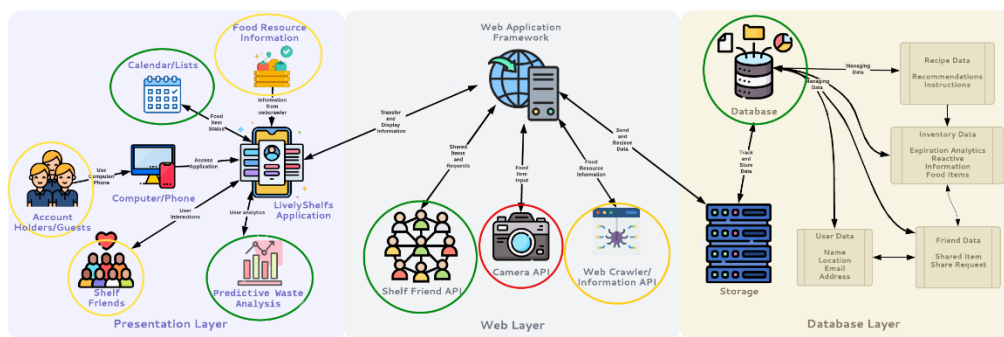 Food Resource
Information
Calendar/Lists
Food
Item
Status
Information
from
webcrawler
Use
Computer/
Phone
Access
Application
Account
Holders/Guests
Computer/Phone
LivelyShelfs
Application
User
Interactions
User analytics
Shelf
Friends
Predictive Waste
Analysis
Presentation Layer
Web Application
Framework
Transfer
and
Display
Information
Shared
Items
and
Requests
Food
Item
Input
Food
Resource
Information
Send
and
Recieve
Data
Shelf Friend API
Camera API
Web Crawler/
Information API
Web Layer
Database
Managing
Data
Managing
Data
Track
and
Store
Data
Storage
Recipe Data
Recommendations
Instructions
Inventory Data
Expiration Analytics
Reactive
Information
Food Items
User Data
Name
Location
Email
Address
Friend Data
Shared Item
Share Request
Database Layer